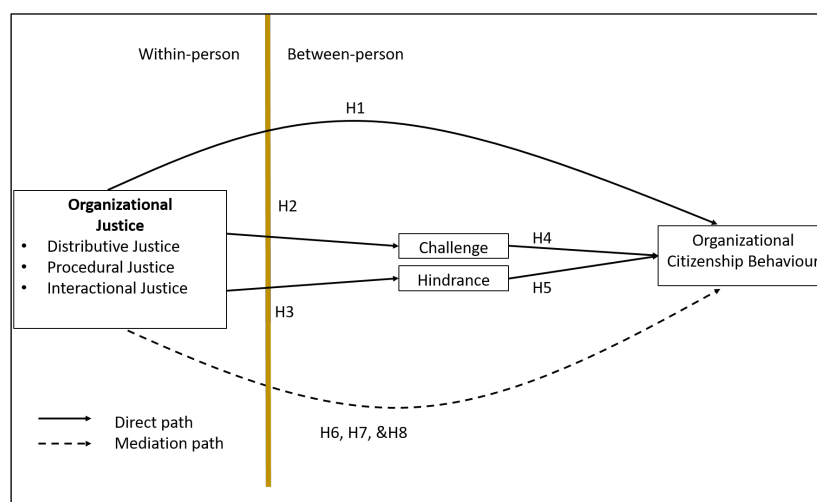 Within-person
Between-person
H1
Organizational
Justice
• Distributive Justice
• Procedural Justice
• Interactional Justice
H2
H3
Challenge
Hindrance
H4
H5
Organizational
Citizenship Behaviour
Direct path
Mediation path
H6, H7, &H8